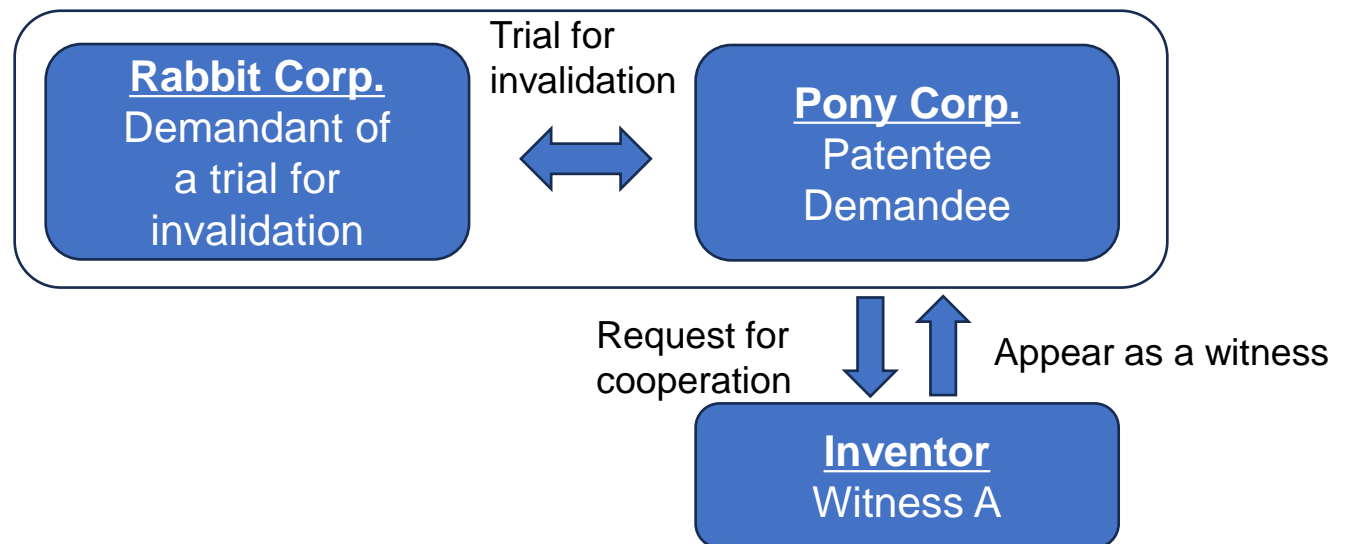 Rabbit Corp.
Demandant of
a trial for
invalidation
Trial for
invalidation
Pony Corp.
Patentee
Demandee
Request for
cooperation
Appear as a witness
Inventor
Witness A